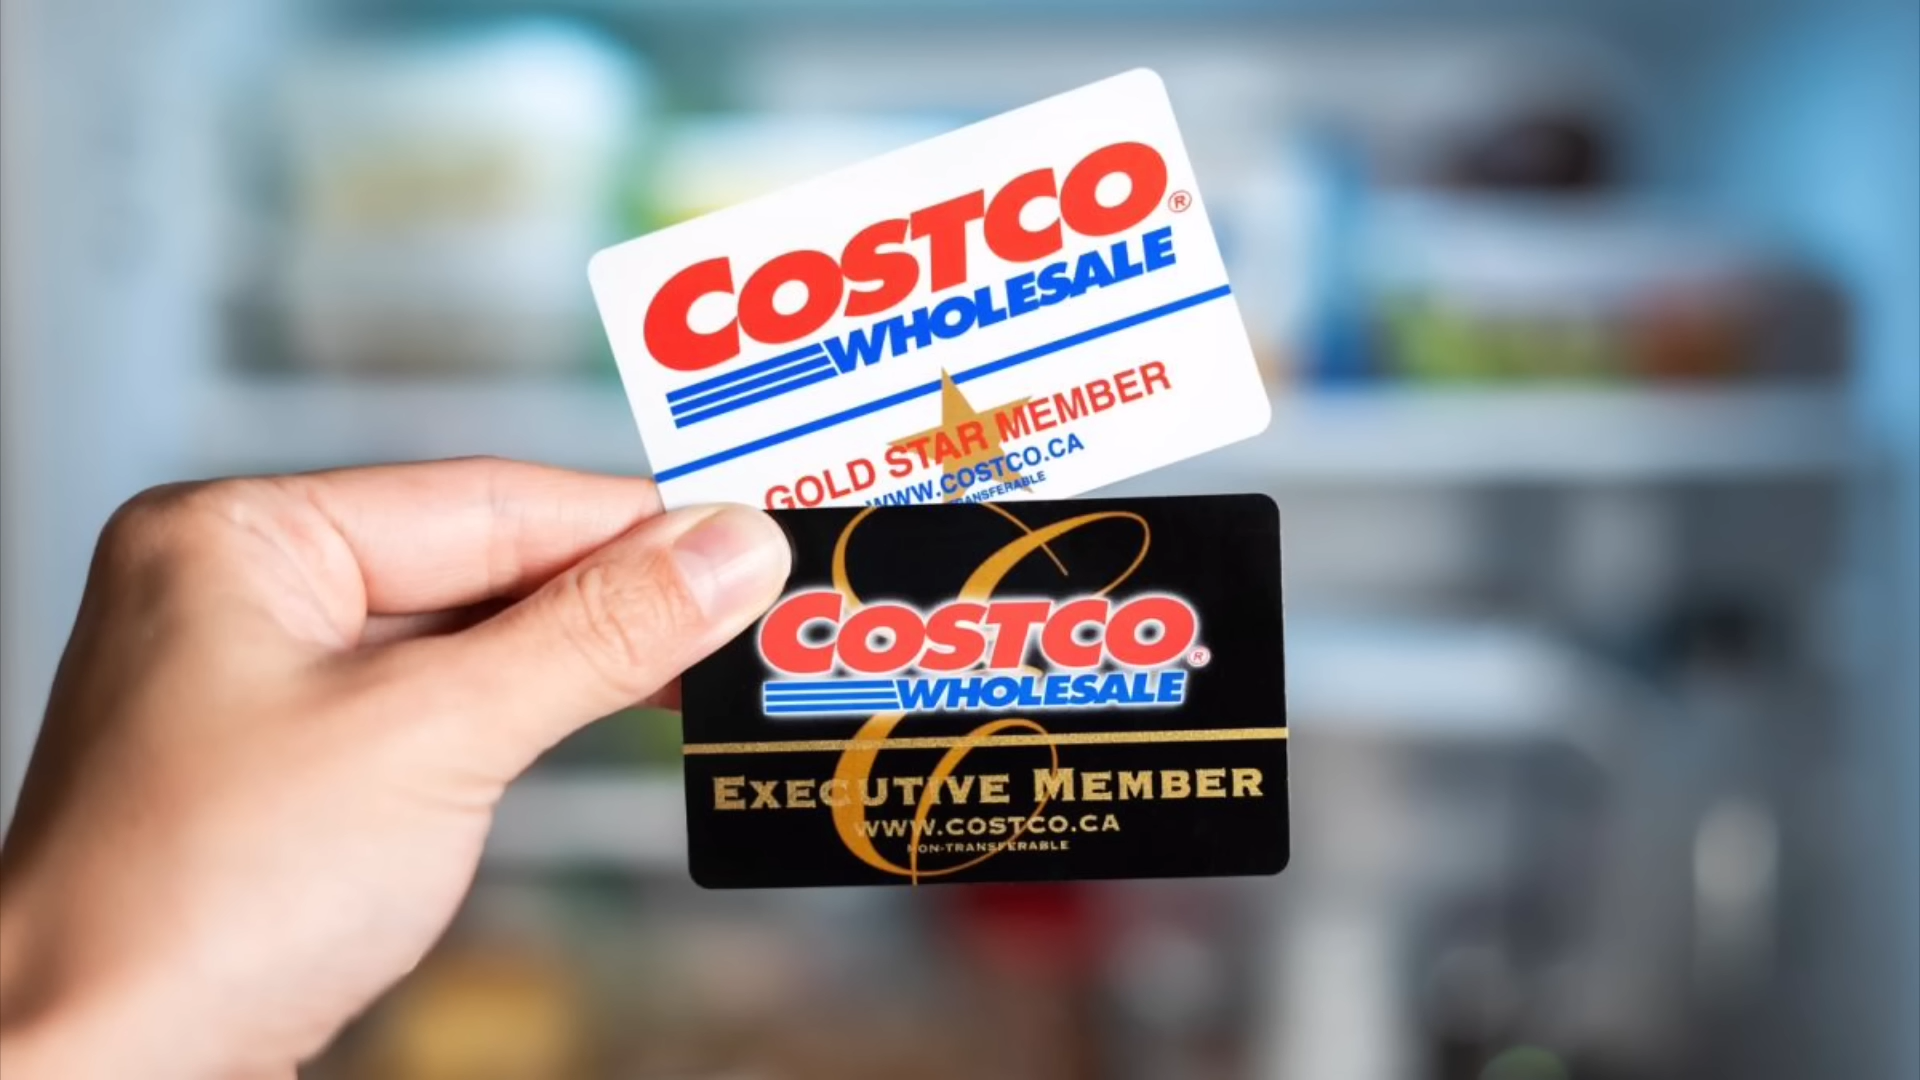 COSTCO®
WHOLESALE
GOLD STAR MEMBER
WWW.COSTCO.CA
COSTCO®
WHOLESALE
EXECUTIVE MEMBER
WWW.COSTCO.CA
NON-TRANSFERABLE